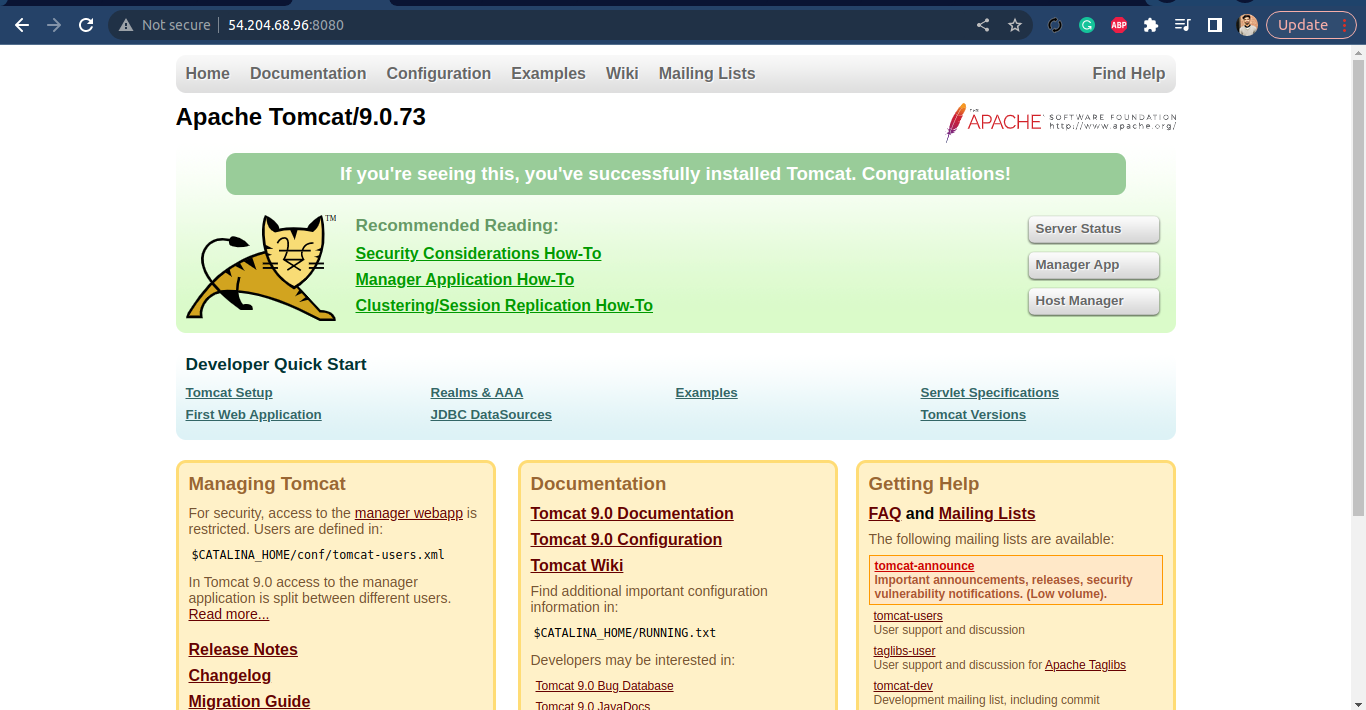 Not secure 54.204.68.96:8080
ABP
Update
Home Documentation Configuration Examples Wiki Mailing Lists Find Help
Apache Tomcat/9.0.73
THE
APACHE SOFTWARE FOUNDATION
http://www.apache.org/
If you're seeing this, you've successfully installed Tomcat. Congratulations!
TM
Recommended Reading:
Security Considerations How-To
Manager Application How-To
Clustering/Session Replication How-To
Server Status
Manager App
Host Manager
Developer Quick Start
Tomcat Setup
First Web Application
Realms & AAA
JDBC DataSources
Examples
Servlet Specifications
Tomcat Versions
Managing Tomcat
For security, access to the manager webapp is
restricted. Users are defined in:
$CATALINA_HOME/conf/tomcat-users.xml
In Tomcat 9.0 access to the manager
application is split between different users.
Read more...
Release Notes
Changelog
Migration Guide
Documentation
Tomcat 9.0 Documentation
Tomcat 9.0 Configuration
Tomcat Wiki
Find additional important configuration
information in:
$CATALINA_HOME/RUNNING.txt
Developers may be interested in:
Tomcat 9.0 Bug Database
Tomcat 9.0 JavaDocs
Getting Help
FAQ and Mailing Lists
The following mailing lists are available:
tomcat-announce
Important announcements, releases, security
vulnerability notifications. (Low volume).
tomcat-users
User support and discussion
taglibs-user
User support and discussion for Apache Taglibs
tomcat-dev
Development mailing list, including commit